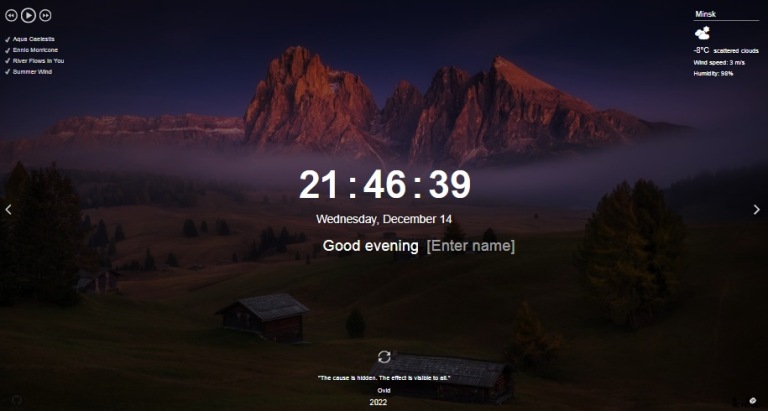 Minsk
Aqua Caelestis
Ennio Morricone
River Flows In You
Summer Wind
-8°C scattered clouds
Wind speed: 3 m/s
Humidity: 98%
21:46:39
Wednesday, December 14
Good evening [Enter name]
"The cause is hidden. The effect is visible to all."
Ovid
2022